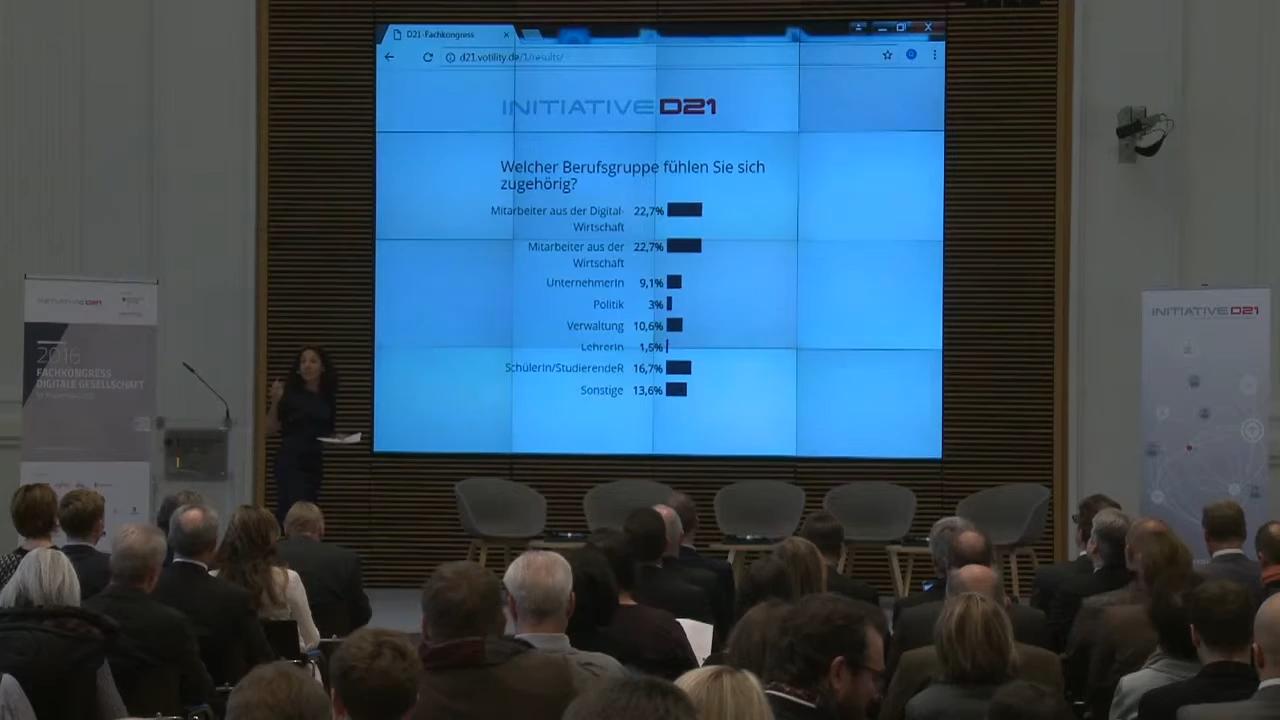 D21-Fachkongress
d21.votility.de/1/results/
INITIATIVE D21
Welcher Berufsgruppe fühlen Sie sich
zugehörig?
Mitarbeiter aus der Digital-
Wirtschaft
22,7%
Mitarbeiter aus der
Wirtschaft
22,7%
UnternehmerIn 9,1%
Politik 3%
Verwaltung 10,6%
LehrerIn 1,5%
SchülerIn/StudierendeR 16,7%
Sonstige 13,6%
INITIATIVE D21
2016
FACHKONGRESS
DIGITALE GESELLSCHAFT
INITIATIVE D21